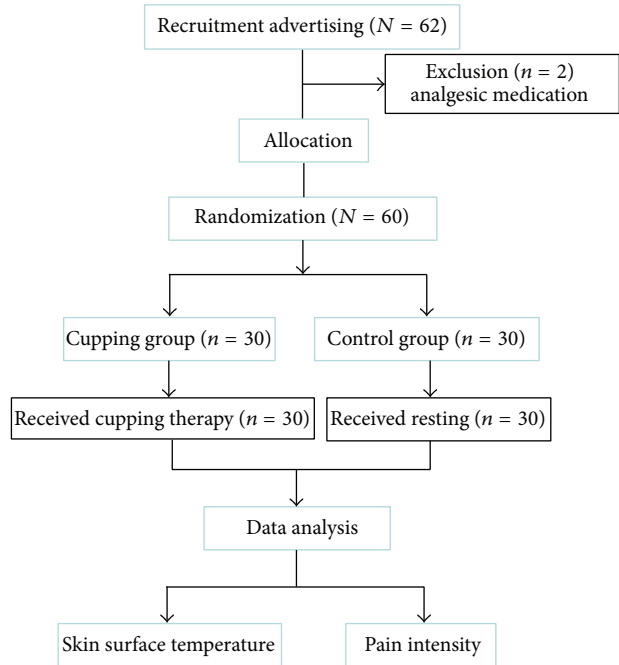 Recruitment advertising (N = 62)
Exclusion (n = 2)
analgesic medication
Allocation
Randomization (N = 60)
Cupping group (n = 30)
Control group (n = 30)
Received cupping therapy (n = 30)
Received resting (n = 30)
Data analysis
Skin surface temperature
Pain intensity